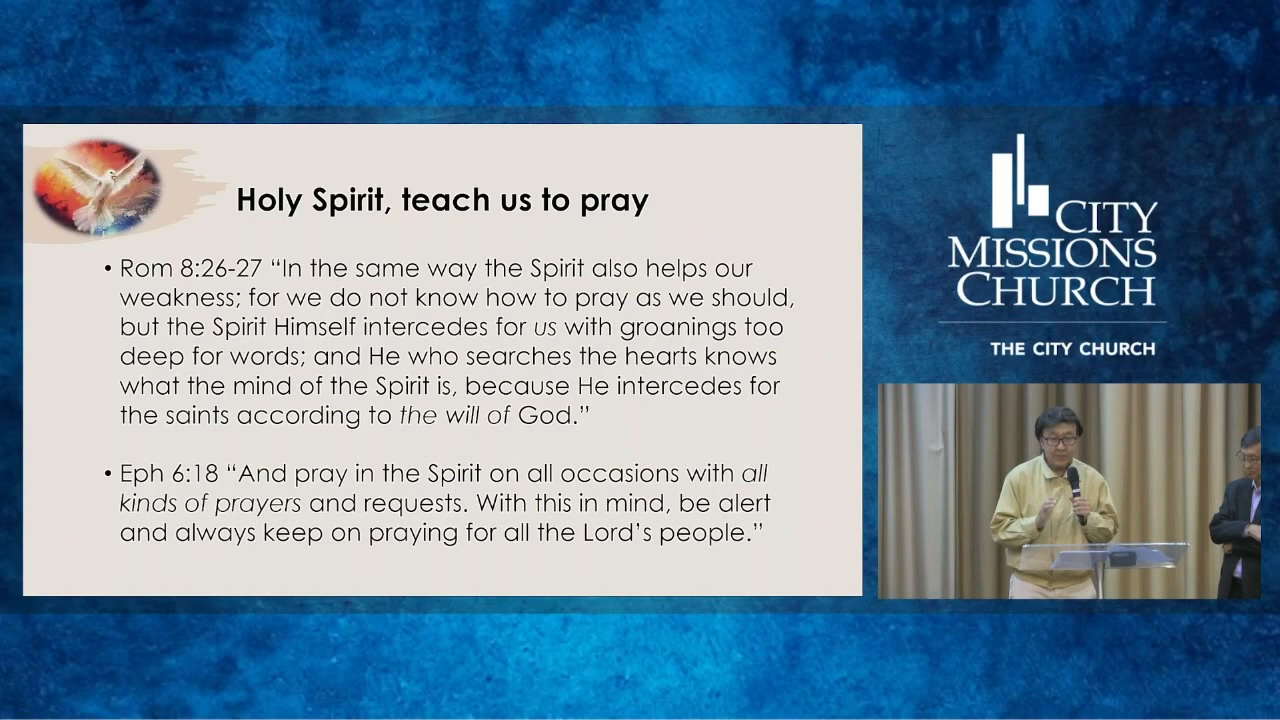 Holy Spirit, teach us to pray
• Rom 8:26-27 “In the same way the Spirit also helps our
weakness; for we do not know how to pray as we should,
but the Spirit Himself intercedes for us with groanings too
deep for words; and He who searches the hearts knows
what the mind of the Spirit is, because He intercedes for
the saints according to the will of God.”
• Eph 6:18 “And pray in the Spirit on all occasions with all
kinds of prayers and requests. With this in mind, be alert
and always keep on praying for all the Lord’s people.”
CITY
MISSIONS
CHURCH
THE CITY CHURCH